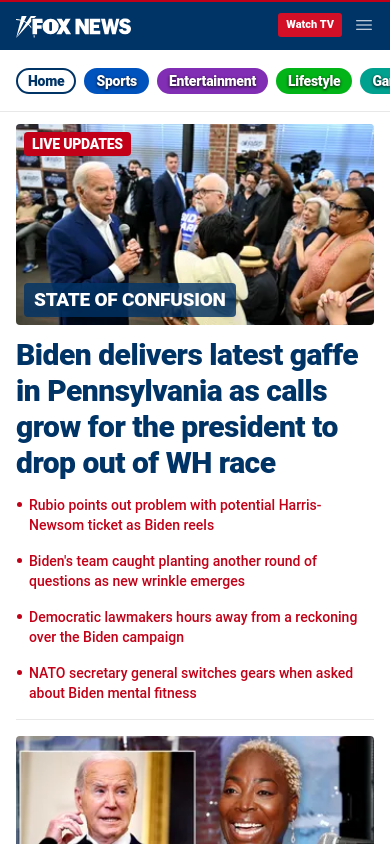 FOX NEWS
Watch TV
Home
Sports
Entertainment
Lifestyle
LIVE UPDATES
STATE OF CONFUSION
Biden delivers latest gaffe
in Pennsylvania as calls
grow for the president to
drop out of WH race
• Rubio points out problem with potential Harris-
Newsom ticket as Biden reels
• Biden's team caught planting another round of
questions as new wrinkle emerges
• Democratic lawmakers hours away from a reckoning
over the Biden campaign
• NATO secretary general switches gears when asked
about Biden mental fitness